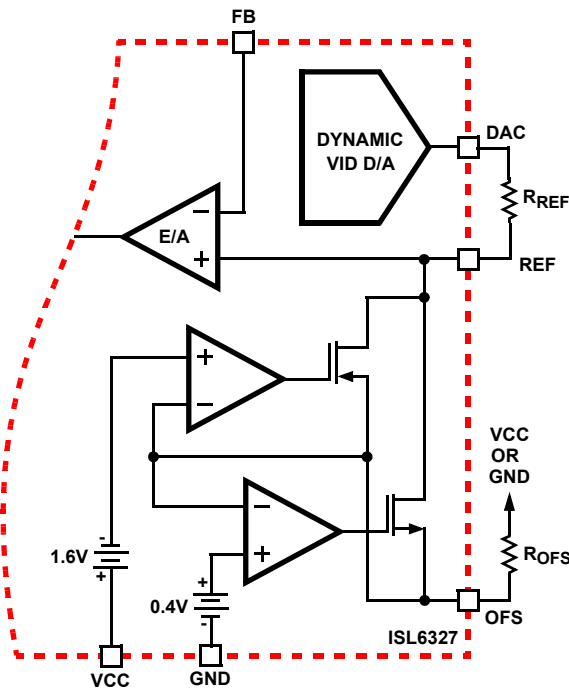 FB
DYNAMIC
VID D/A
DAC
RREF
REF
E/A
−
+
+
−
−
+
VCC
OR
GND
ROFS
OFS
-
1.6V
+
+
0.4V
-
ISL6327
VCC
GND